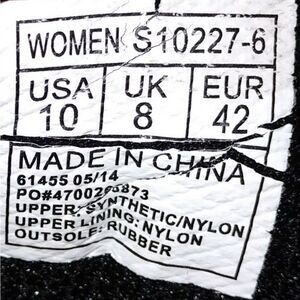 WOMEN S10227-6
USA UK EUR
10 8 42
MADE IN CHINA
61455 05/14
UPPER: SYNTHETIC/NYLON
UPPER LINING: NYLON
OUTSOLE: RUBBER